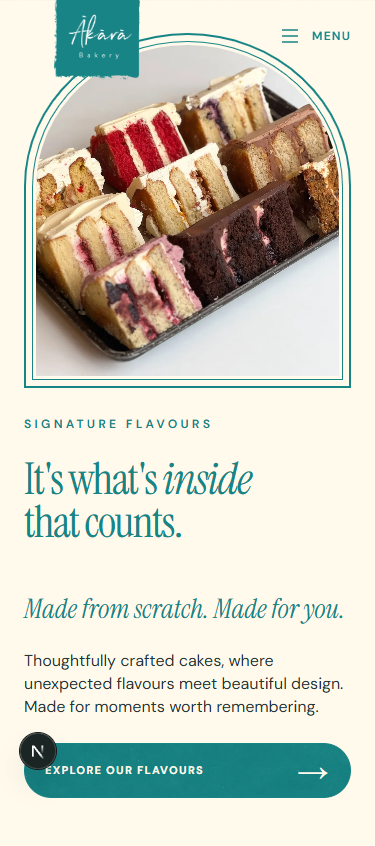 Ākārā
Bakery
MENU
SIGNATURE FLAVOURS
It's what's inside
that counts.
Made from scratch. Made for you.
Thoughtfully crafted cakes, where
unexpected flavours meet beautiful design.
Made for moments worth remembering.
N
EXPLORE OUR FLAVOURS